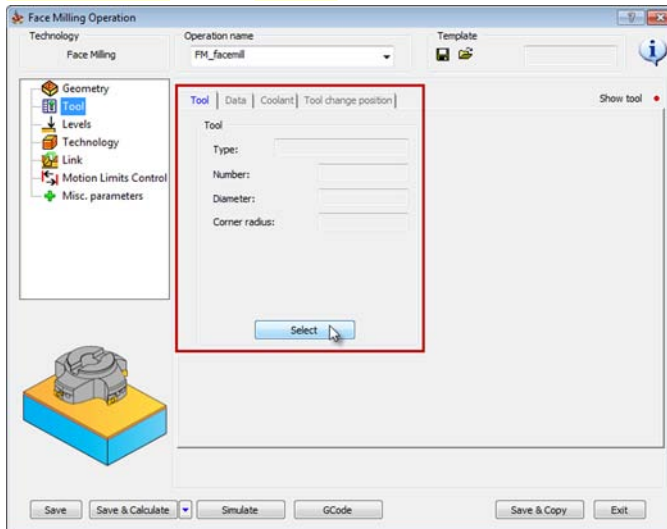 Face Milling Operation
Technology
Operation name
Template
Face Milling
FM_facemill
Geometry
Tool
Levels
Technology
Link
Motion Limits Control
Misc. parameters
Tool Data Coolant Tool change position
Show tool
Tool
Type:
Number:
Diameter:
Corner radius:
Select
Save
Save & Calculate
Simulate
GCode
Save & Copy
Exit